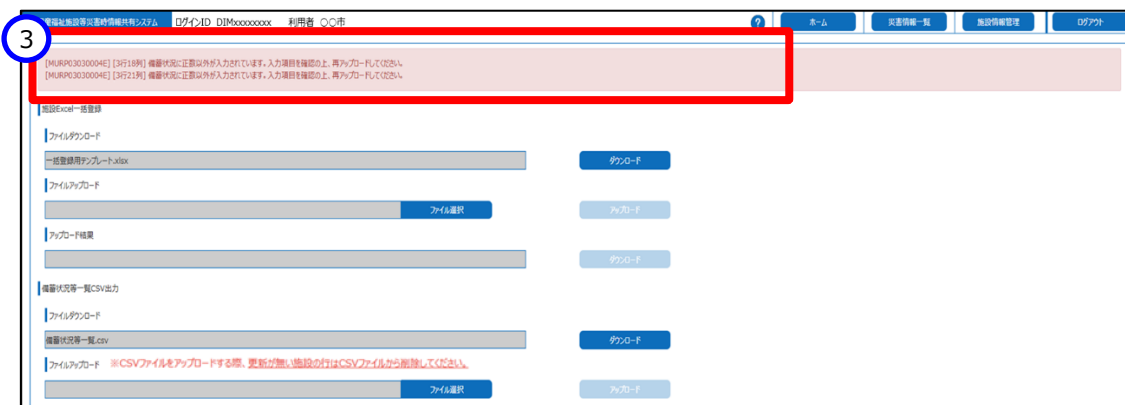 福祉施設等災害時情報共有システム ログインID DIMxxxxxxxx 利用者 〇〇市 ? ホーム 災害情報一覧 施設情報管理 ログアウト
3
[MURP03030004E] [3行18列] 備蓄状況に正数以外が入力されています。入力項目を確認の上、再アップロードしてください。
[MURP03030004E] [3行21列] 備蓄状況に正数以外が入力されています。入力項目を確認の上、再アップロードしてください。
施設Excel一括登録
ファイルダウンロード
一括登録用テンプレート.xlsx ダウンロード
ファイルアップロード
ファイル選択 アップロード
アップロード結果
ダウンロード
備蓄状況等一覧CSV出力
ファイルダウンロード
備蓄状況等一覧.csv ダウンロード
ファイルアップロード ※CSVファイルをアップロードする際、更新が無い施設の行はCSVファイルから削除してください。
ファイル選択 アップロード